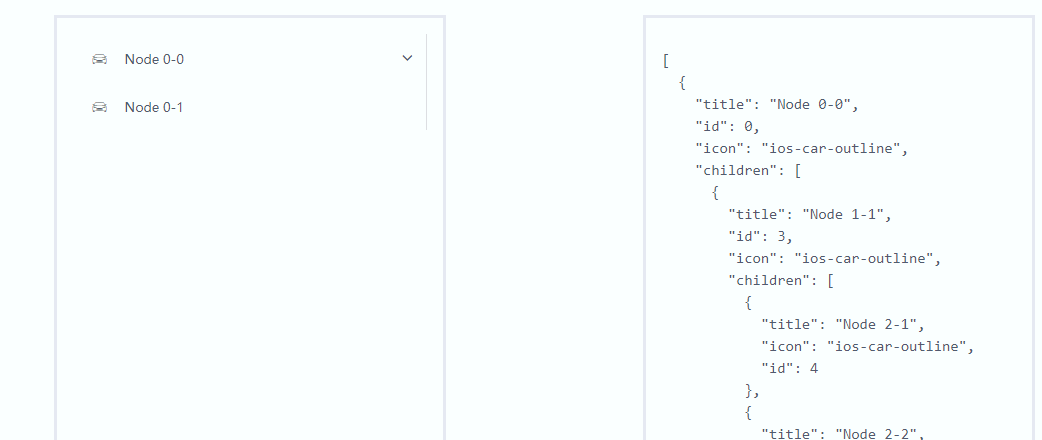 Node 0-0
Node 0-1
[
  {
    "title": "Node 0-0",
    "id": 0,
    "icon": "ios-car-outline",
    "children": [
      {
        "title": "Node 1-1",
        "id": 3,
        "icon": "ios-car-outline",
        "children": [
          {
            "title": "Node 2-1",
            "icon": "ios-car-outline",
            "id": 4
          },
          {
            "title": "Node 2-2",